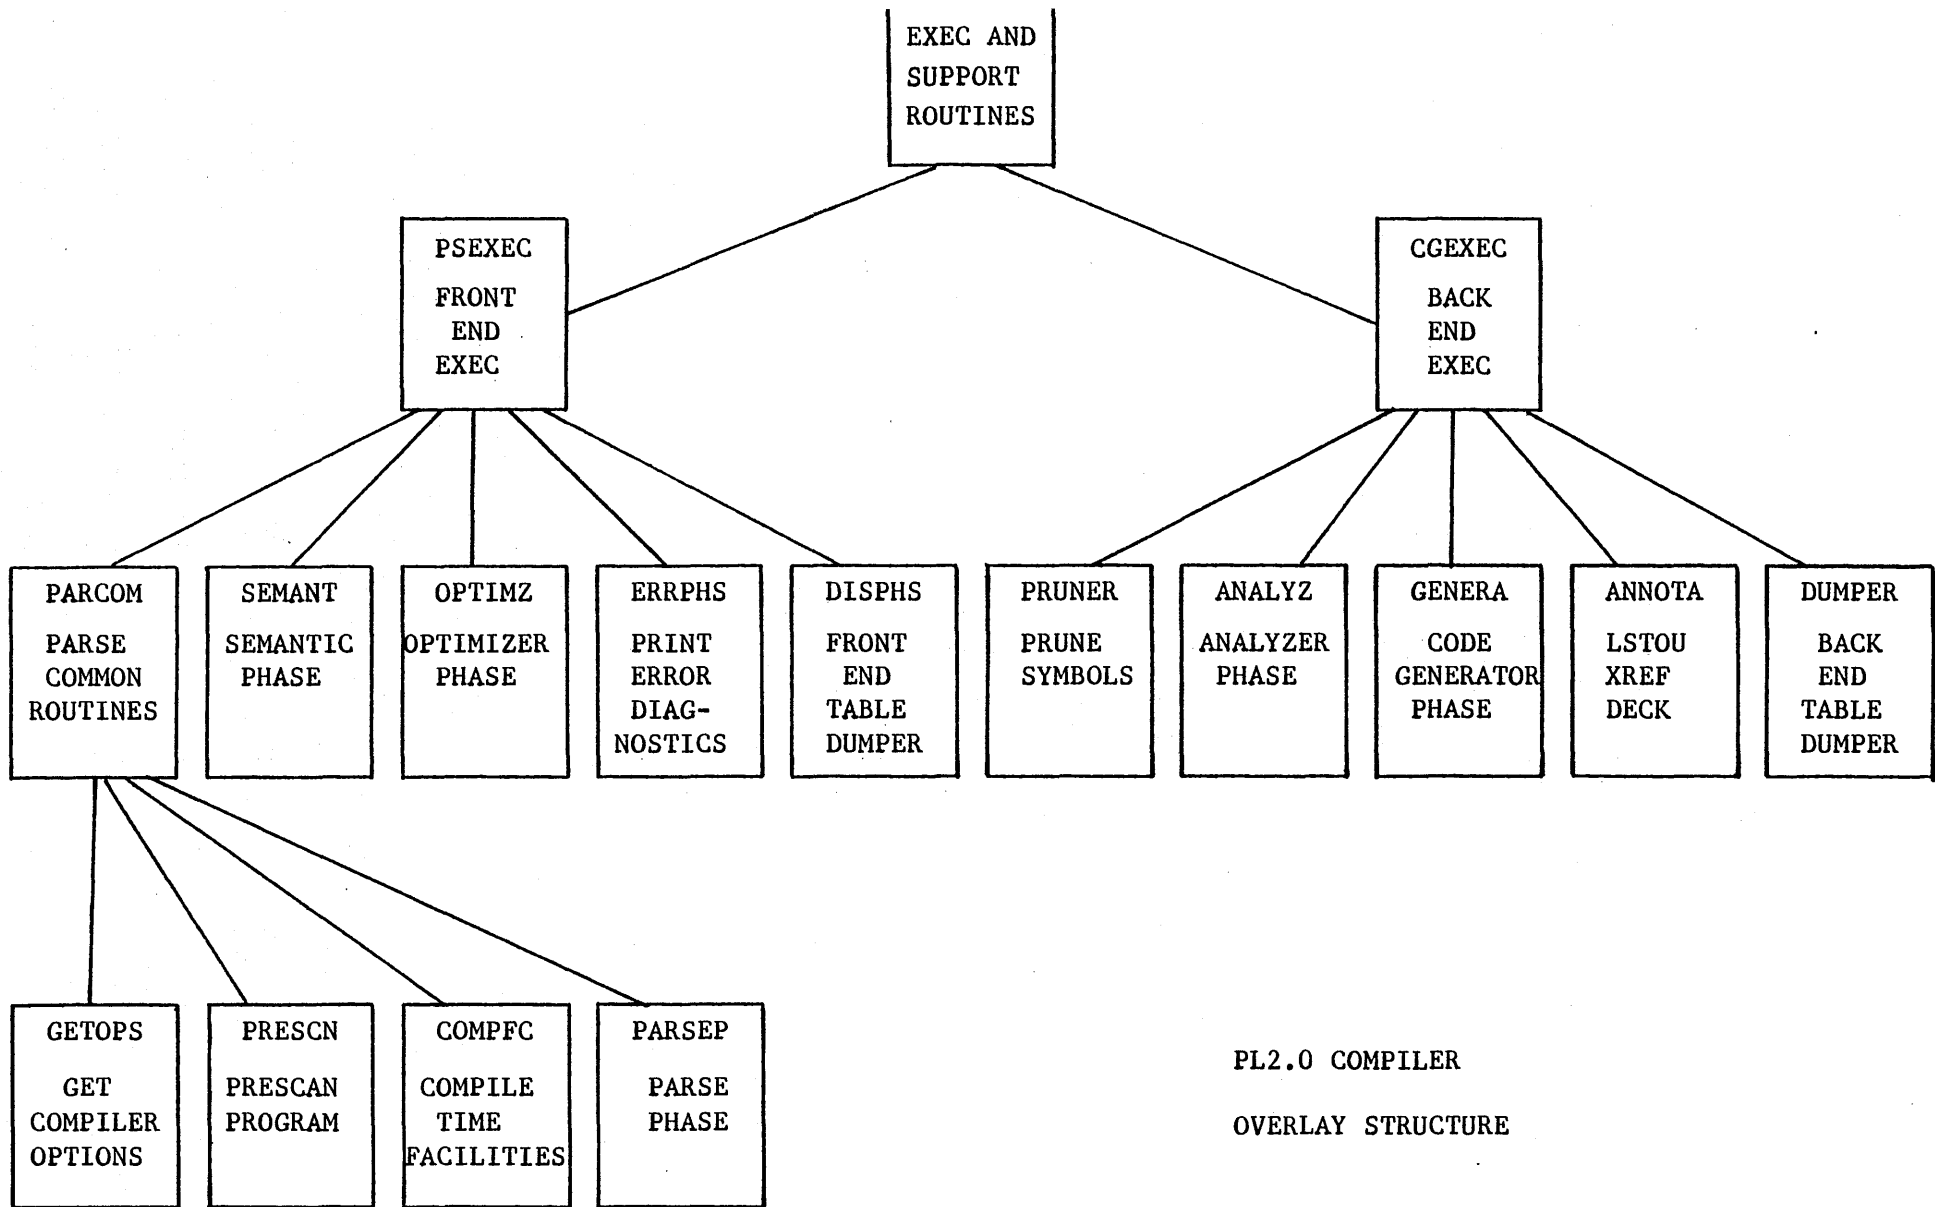 EXEC AND
SUPPORT
ROUTINES
PSEXEC
FRONT
END
EXEC
CGEXEC
BACK
END
EXEC
PARCOM
PARSE
COMMON
ROUTINES
SEMANT
SEMANTIC
PHASE
OPTIMZ
OPTIMIZER
PHASE
ERRPHS
PRINT
ERROR
DIAG-
NOSTICS
DISPHS
FRONT
END
TABLE
DUMPER
PRUNER
PRUNE
SYMBOLS
ANALYZ
ANALYZER
PHASE
GENERA
CODE
GENERATOR
PHASE
ANNOTA
LSTOU
XREF
DECK
DUMPER
BACK
END
TABLE
DUMPER
GETOPS
GET
COMPILER
OPTIONS
PRESCN
PRESCAN
PROGRAM
COMPFC
COMPILE
TIME
FACILITIES
PARSEP
PARSE
PHASE
PL2.0 COMPILER
OVERLAY STRUCTURE